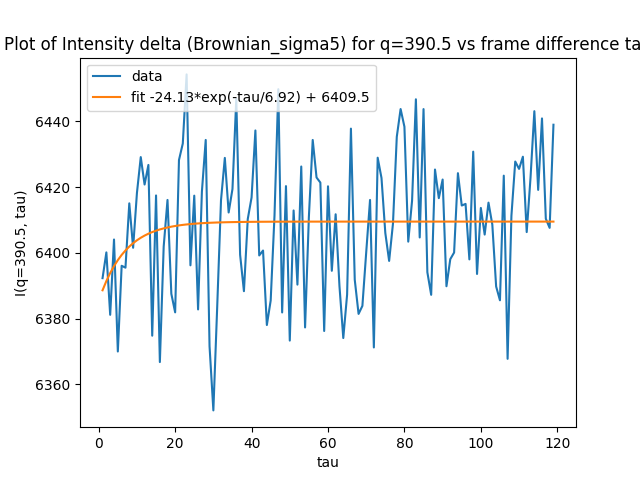 Plot of Intensity delta (Brownian_sigma5) for q=390.5 vs frame difference ta
data
fit -24.13*exp(-tau/6.92) + 6409.5
I(q=390.5, tau)
6440
6420
6400
6380
6360
0 20 40 60 80 100 120
tau